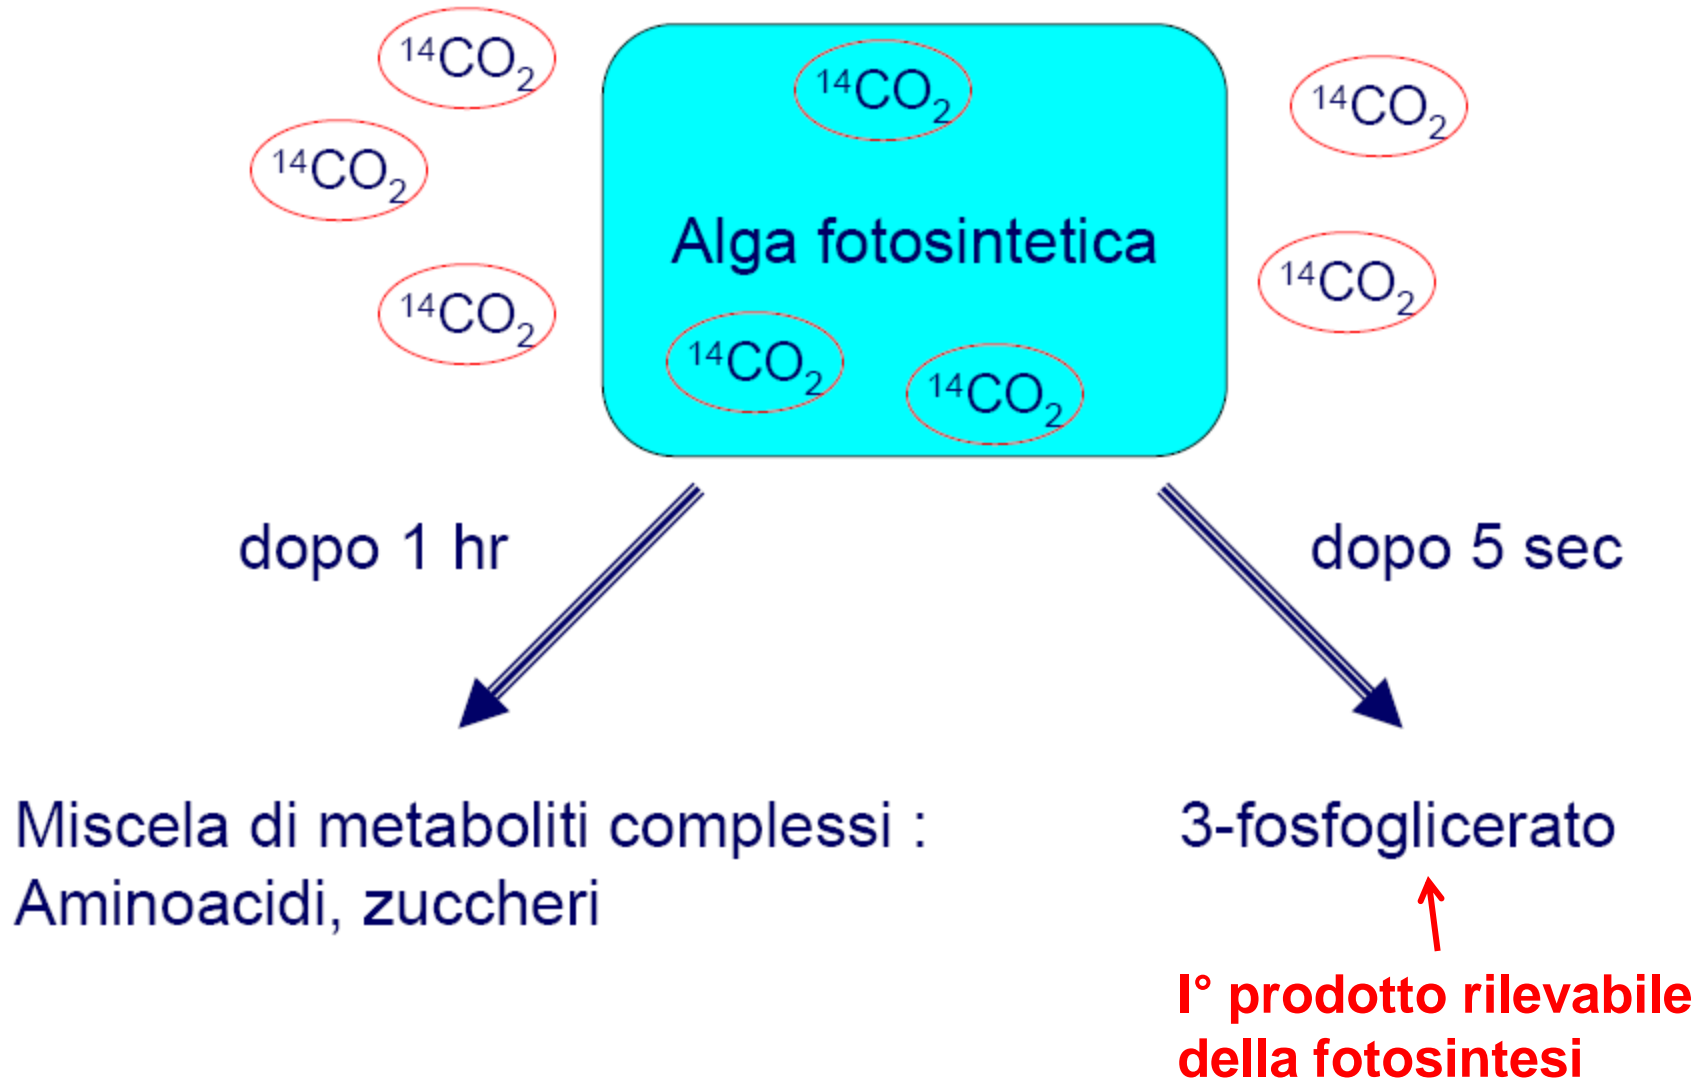 ¹⁴CO₂
¹⁴CO₂
¹⁴CO₂
¹⁴CO₂
¹⁴CO₂
Alga fotosintetica
¹⁴CO₂
¹⁴CO₂
¹⁴CO₂
¹⁴CO₂
dopo 1 hr
dopo 5 sec
Miscela di metaboliti complessi :
Aminoacidi, zuccheri
3-fosfoglicerato
I° prodotto rilevabile
della fotosintesi